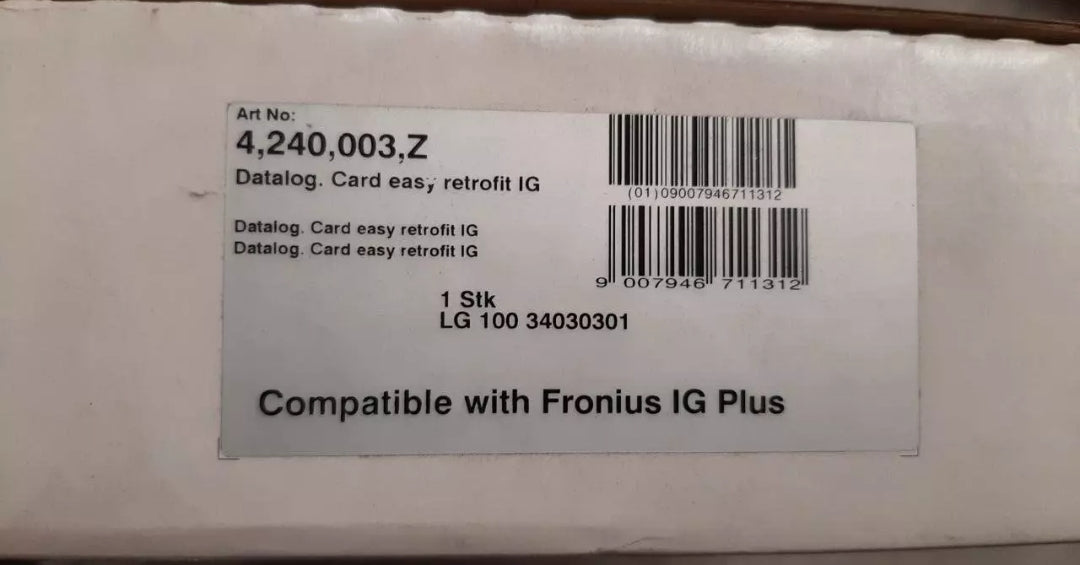 Art No:
4,240,003,Z
Datalog. Card easy retrofit IG
Datalog. Card easy retrofit IG
Datalog. Card easy retrofit IG
(01)09007946711312
9 007946 711312
1 Stk
LG 100 34030301
Compatible with Fronius IG Plus